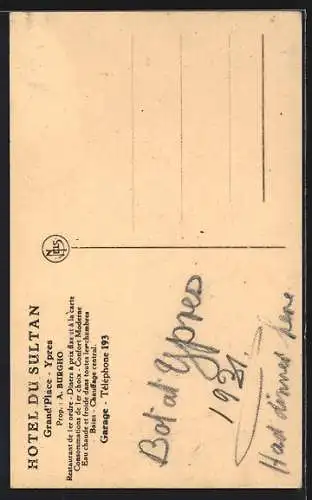 HOTEL DU SULTAN
Grand'Place - Ypres
Prop.: A. BURGHO
Restaurant de 1er ordre - Diners à prix fixe et à la carte
Consommations de 1er choix - Confort Moderne
Eau chaude et froide dans toutes les chambres
Bains - Chauffage central.
Garage - Téléphone 193
NELS
Bot at Ypres
1931.
Had dinner here